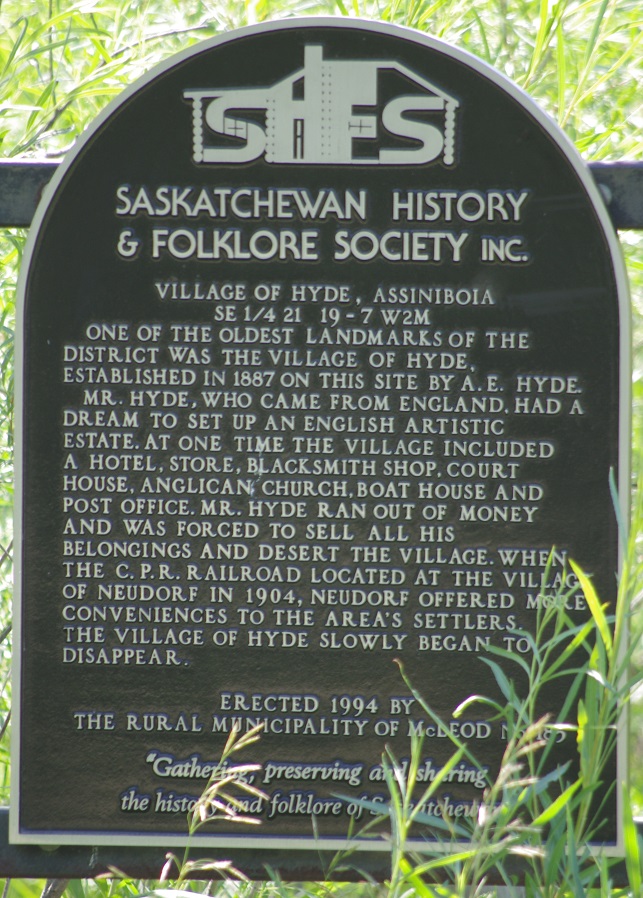 SHFS
SASKATCHEWAN HISTORY
& FOLKLORE SOCIETY INC.
VILLAGE OF HYDE, ASSINIBOIA
SE 1/4 21 19-7 W2M
ONE OF THE OLDEST LANDMARKS OF THE
DISTRICT WAS THE VILLAGE OF HYDE,
ESTABLISHED IN 1887 ON THIS SITE BY A.E. HYDE.
MR. HYDE, WHO CAME FROM ENGLAND, HAD A
DREAM TO SET UP AN ENGLISH ARTISTIC
ESTATE. AT ONE TIME THE VILLAGE INCLUDED
A HOTEL, STORE, BLACKSMITH SHOP, COURT
HOUSE, ANGLICAN CHURCH, BOAT HOUSE AND
POST OFFICE. MR. HYDE RAN OUT OF MONEY
AND WAS FORCED TO SELL ALL HIS
BELONGINGS AND DESERT THE VILLAGE. WHEN
THE C.P.R. RAILROAD LOCATED AT THE VILLAGE
OF NEUDORF IN 1904, NEUDORF OFFERED MORE
CONVENIENCES TO THE AREA'S SETTLERS.
THE VILLAGE OF HYDE SLOWLY BEGAN TO
DISAPPEAR.
ERECTED 1994 BY
THE RURAL MUNICIPALITY OF McLEOD No. 185
"Gathering, preserving and sharing
the history and folklore of Saskatchewan"